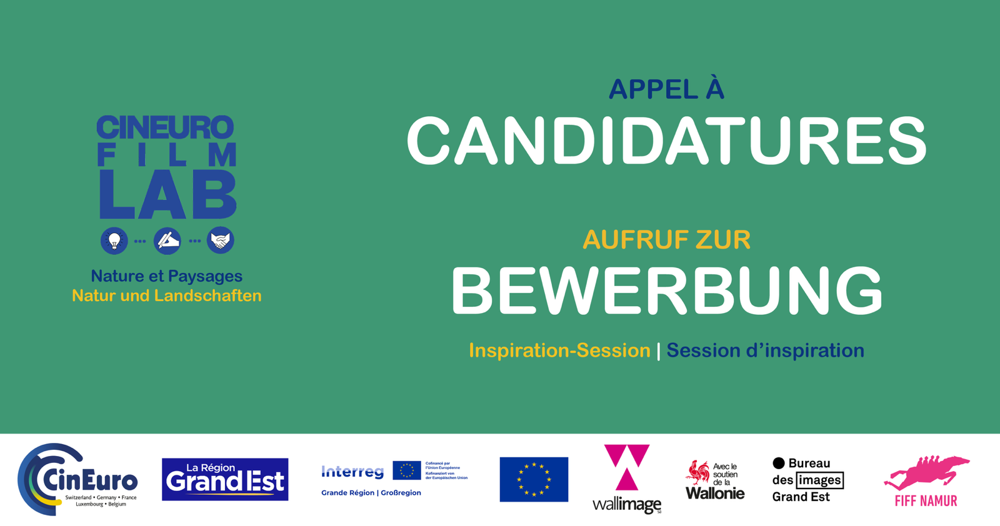 CINEURO
FILM
LAB
Nature et Paysages
Natur und Landschaften
APPEL À
CANDIDATURES
AUFRUF ZUR
BEWERBUNG
Inspiration-Session | Session d’inspiration
CinEuro
Switzerland • Germany • France
Luxembourg • Belgium
La Région
Grand Est
Interreg
Cofinancé par
l'Union Européenne
Kofinanziert von
der Europäischen Union
Grande Région | Großregion
wallimage
sa
Avec le
soutien
de la
Wallonie
Bureau
des images
Grand Est
FIFF NAMUR